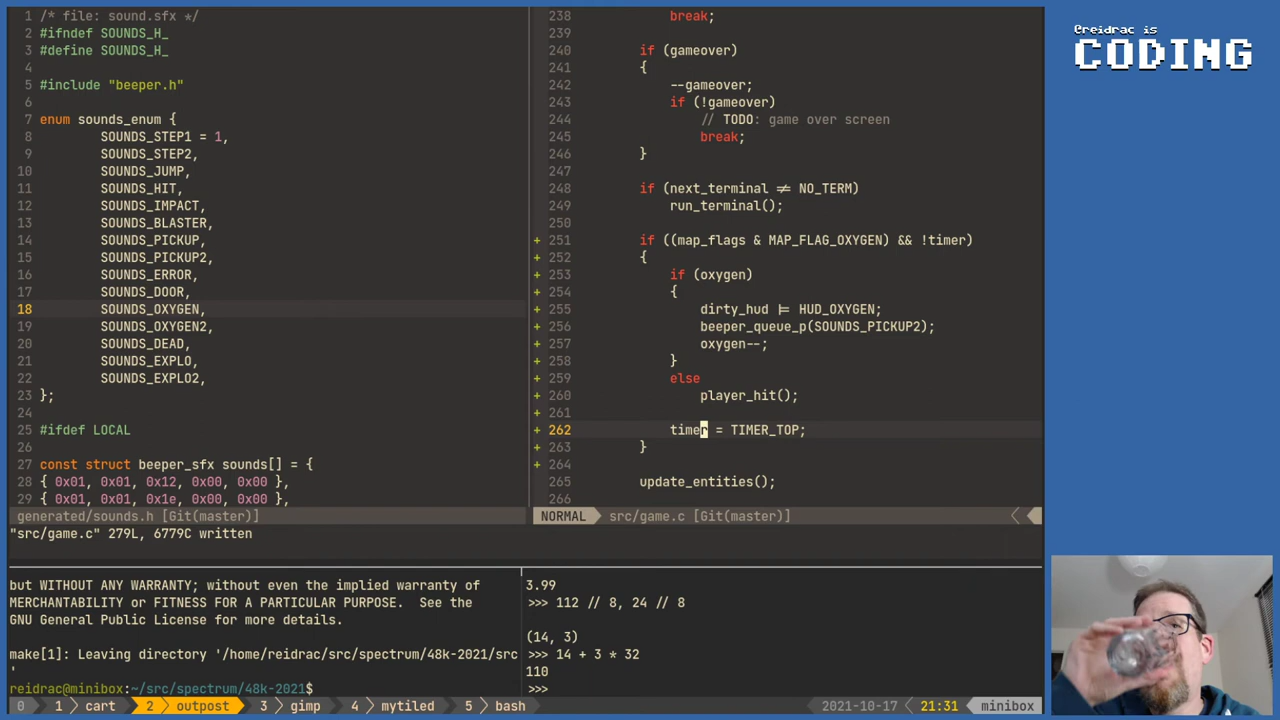 1 /* file: sound.sfx */
2 #ifndef SOUNDS_H_
3 #define SOUNDS_H_
4
5 #include "beeper.h"
6
7 enum sounds_enum {
8 SOUNDS_STEP1 = 1,
9 SOUNDS_STEP2,
10 SOUNDS_JUMP,
11 SOUNDS_HIT,
12 SOUNDS_IMPACT,
13 SOUNDS_BLASTER,
14 SOUNDS_PICKUP,
15 SOUNDS_PICKUP2,
16 SOUNDS_ERROR,
17 SOUNDS_DOOR,
18 SOUNDS_OXYGEN,
19 SOUNDS_OXYGEN2,
20 SOUNDS_DEAD,
21 SOUNDS_EXPLO,
22 SOUNDS_EXPLO2,
23 };
24
25 #ifdef LOCAL
26
27 const struct beeper_sfx sounds[] = {
28 { 0x01, 0x01, 0x12, 0x00, 0x00 },
29 { 0x01, 0x01, 0x1e, 0x00, 0x00 },
generated/sounds.h [Git(master)]
"src/game.c" 279L, 6779C written
238 break;
239
240 if (gameover)
241 {
242 --gameover;
243 if (!gameover)
244 // TODO: game over screen
245 break;
246 }
247
248 if (next_terminal ≠ NO_TERM)
249 run_terminal();
250
+ 251 if ((map_flags & MAP_FLAG_OXYGEN) && !timer)
+ 252 {
+ 253 if (oxygen)
+ 254 {
+ 255 dirty_hud |= HUD_OXYGEN;
+ 256 beeper_queue_p(SOUNDS_PICKUP2);
+ 257 oxygen--;
+ 258 }
+ 259 else
+ 260 player_hit();
+ 261
+ 262 timer = TIMER_TOP;
+ 263 }
+ 264
265 update_entities();
266
NORMAL src/game.c [Git(master)]
but WITHOUT ANY WARRANTY; without even the implied warranty of
MERCHANTABILITY or FITNESS FOR A PARTICULAR PURPOSE. See the
GNU General Public License for more details.
make[1]: Leaving directory '/home/reidrac/src/spectrum/48k-2021/src
'
reidrac@minibox:~/src/spectrum/48k-2021$
3.99
>>> 112 // 8, 24 // 8
(14, 3)
>>> 14 + 3 * 32
110
>>>
0 1 cart 2 outpost 3 gimp 4 mytiled 5 bash 2021-10-17 21:31 minibox
@reidrac is
CODING